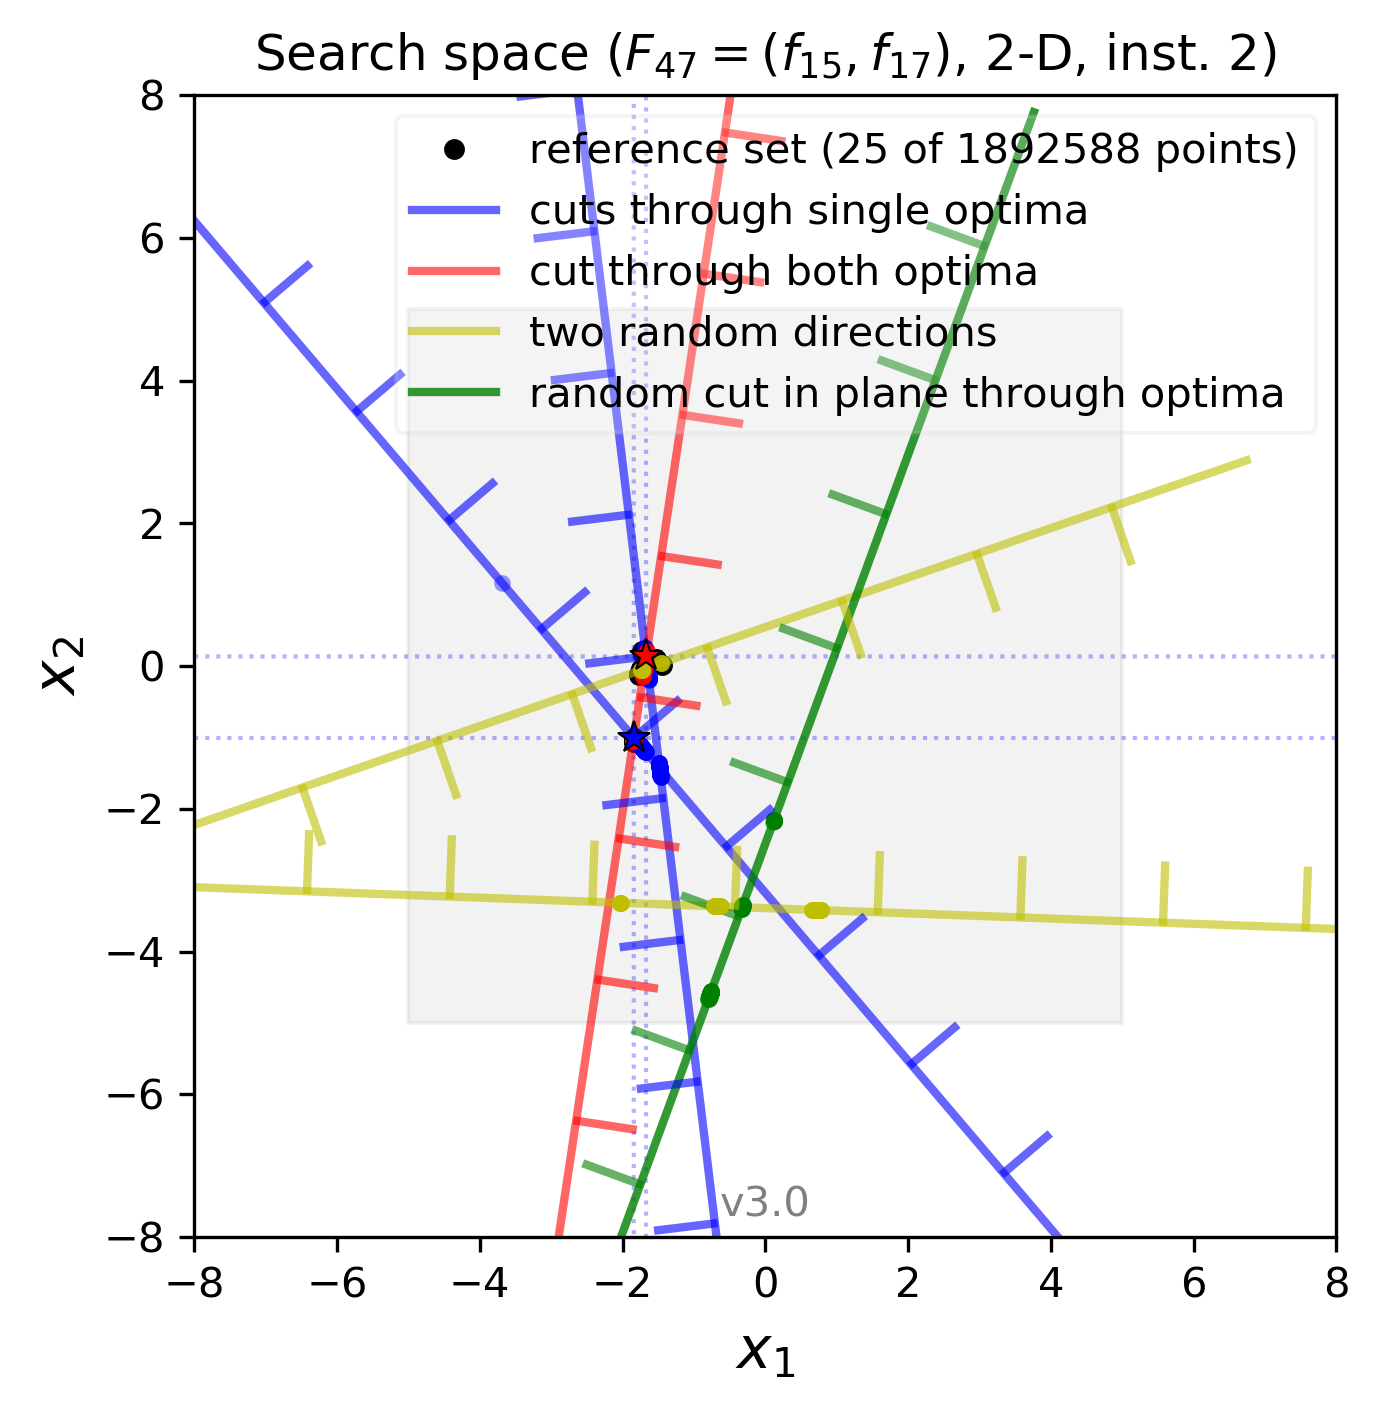 Search space (F47 = (f15, f17), 2-D, inst. 2)
reference set (25 of 1892588 points)
cuts through single optima
cut through both optima
two random directions
random cut in plane through optima
8
6
4
2
0
−2
−4
−6
−8
x2
v3.0
−8 −6 −4 −2 0 2 4 6 8
x1